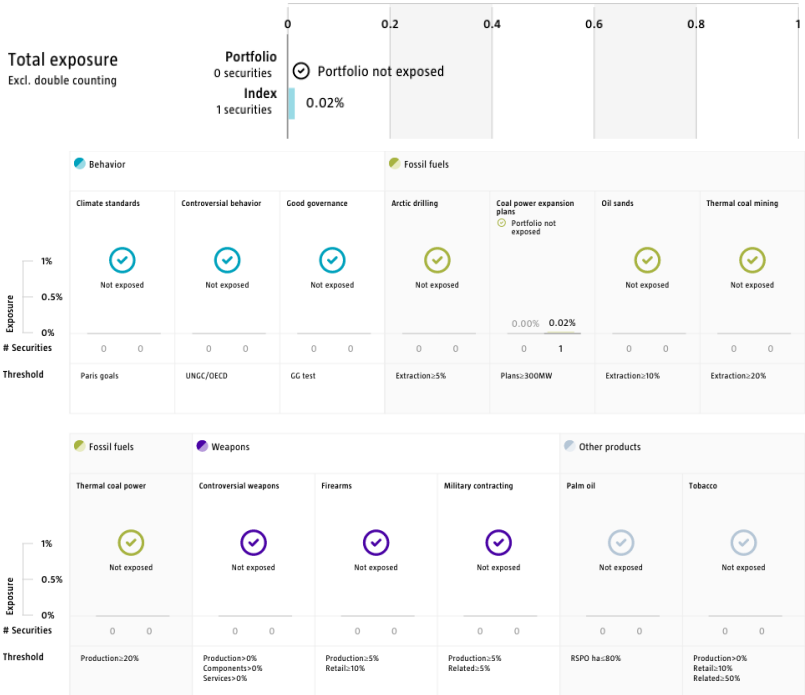 0 0.2 0.4 0.6 0.8 1
Total exposure
Excl. double counting
Portfolio
0 securities
Portfolio not exposed
Index
1 securities
0.02%
Behavior
Fossil fuels
Climate standards
Controversial behavior
Good governance
Arctic drilling
Coal power expansion
plans
Portfolio not
exposed
Oil sands
Thermal coal mining
Exposure
1%
0.5%
0%
Not exposed
Not exposed
Not exposed
Not exposed
0.00% 0.02%
Not exposed
Not exposed
# Securities
0 0
0 0
0 0
0 0
0 1
0 0
0 0
Threshold
Paris goals
UNGC/OECD
GG test
Extraction≥5%
Plans≥300MW
Extraction≥10%
Extraction≥20%
Fossil fuels
Weapons
Other products
Thermal coal power
Controversial weapons
Firearms
Military contracting
Palm oil
Tobacco
Exposure
1%
0.5%
0%
Not exposed
Not exposed
Not exposed
Not exposed
Not exposed
Not exposed
# Securities
0 0
0 0
0 0
0 0
0 0
0 0
Threshold
Production≥20%
Production>0%
Components>0%
Services>0%
Production≥5%
Retail≥10%
Production≥5%
Related≥5%
RSPO ha≤80%
Production>0%
Retail≥10%
Related≥50%